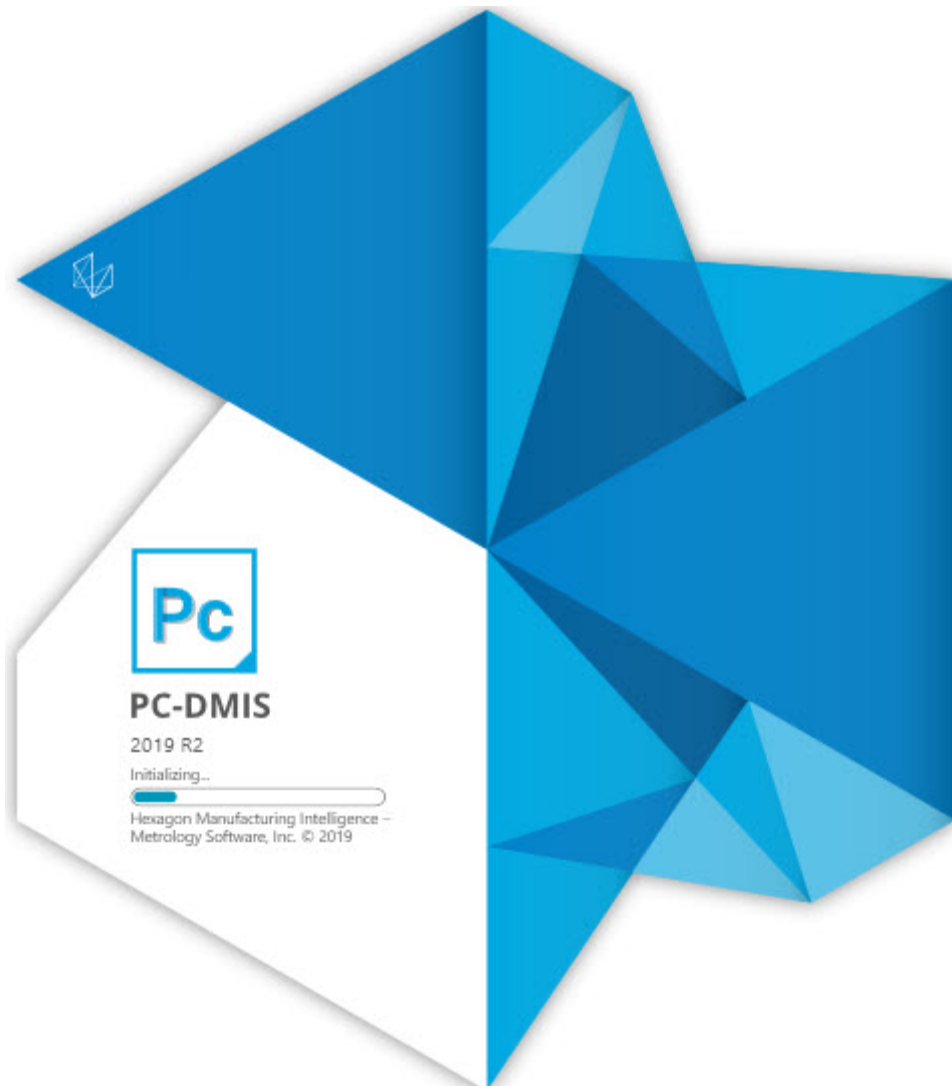 Pc
PC-DMIS
2019 R2
Initializing...
Hexagon Manufacturing Intelligence –
Metrology Software, Inc. © 2019